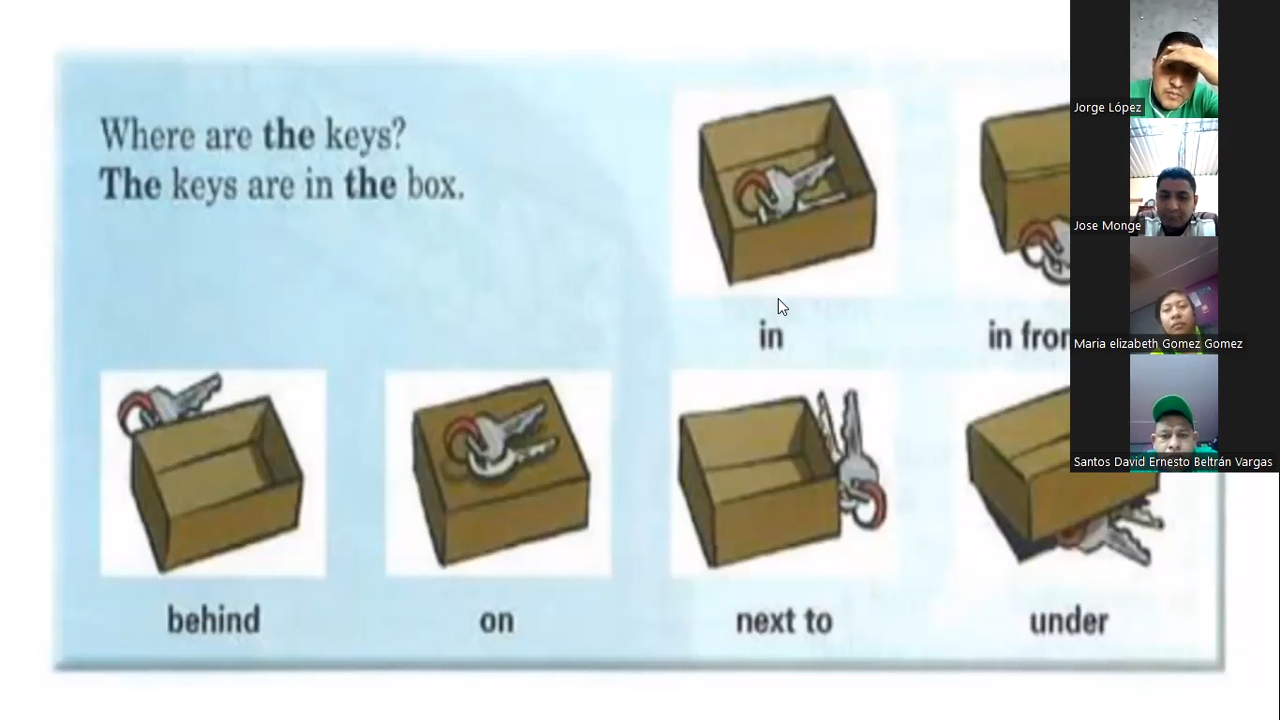 Where are the keys?
The keys are in the box.
in
in fro
behind
on
next to
under
Jorge López
Jose Monge
Maria elizabeth Gomez Gomez
Santos David Ernesto Beltrán Vargas